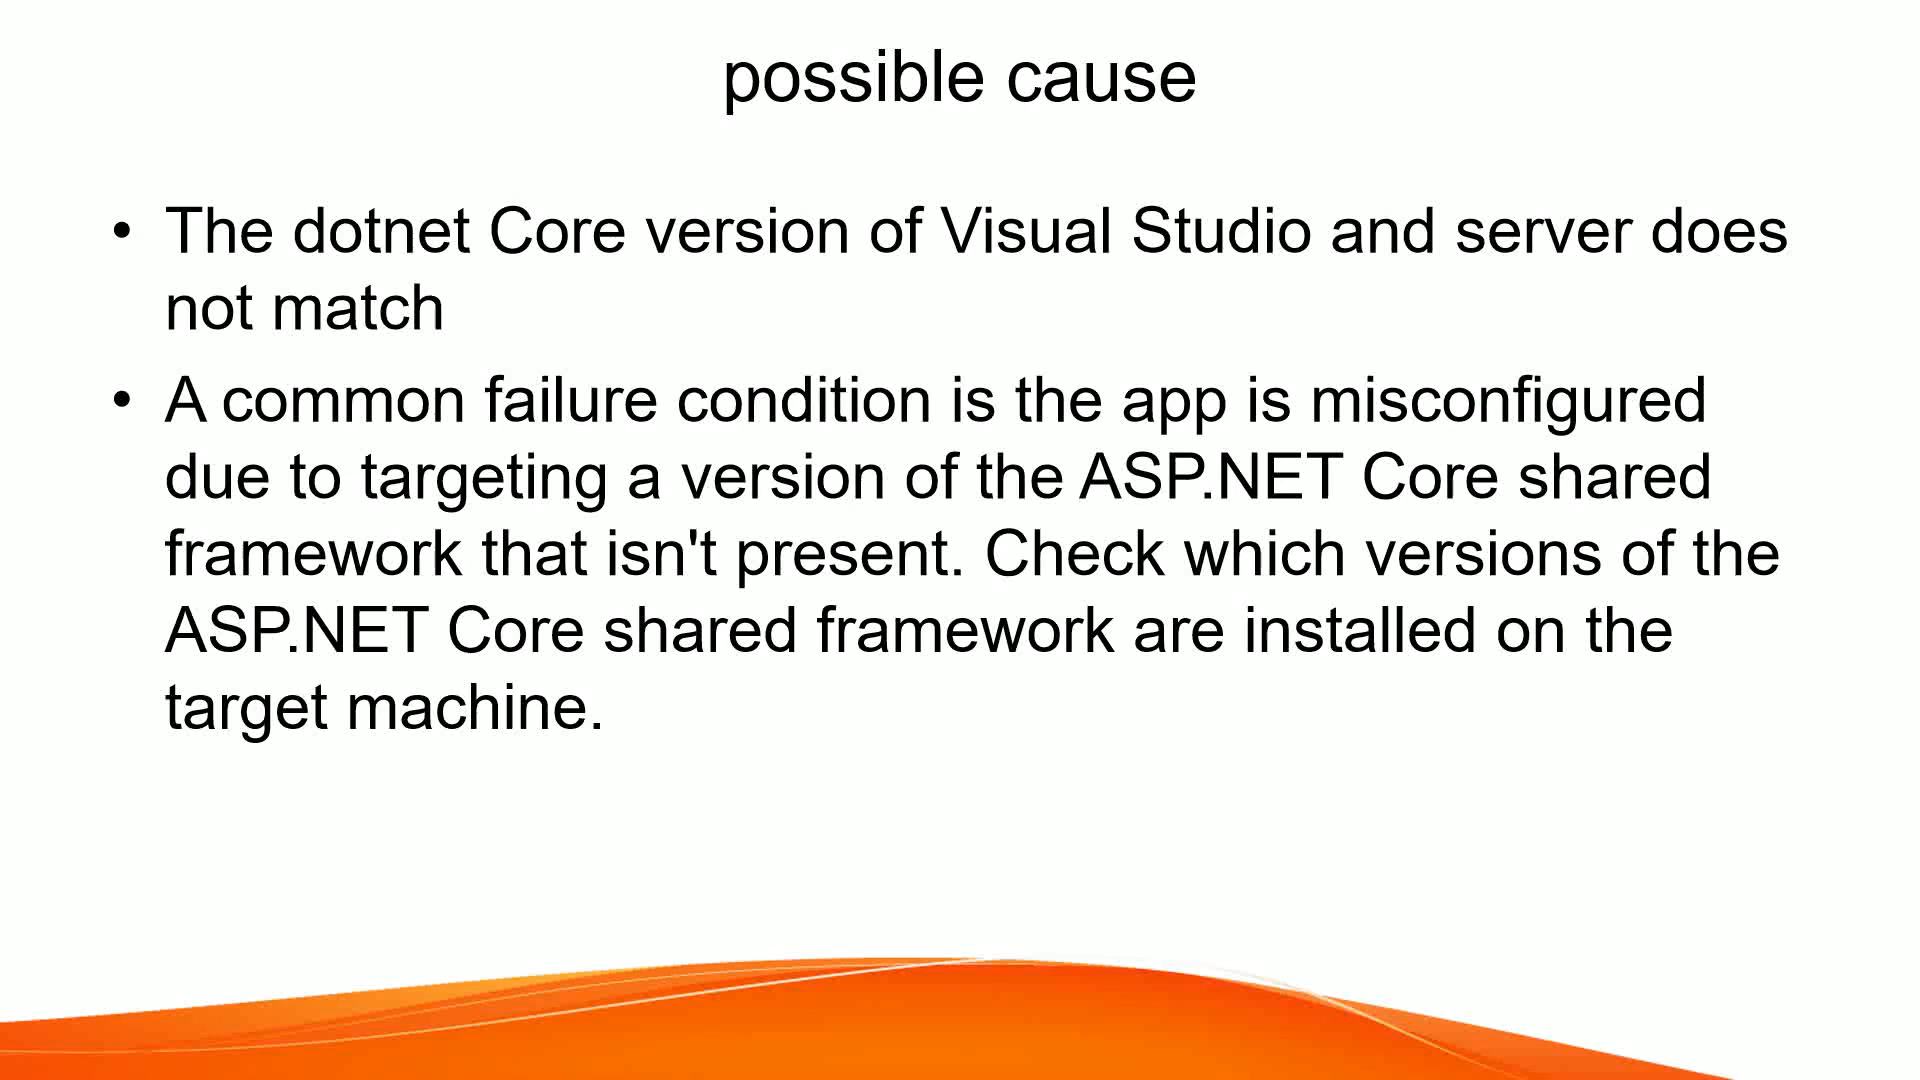 possible cause
• The dotnet Core version of Visual Studio and server does
not match
• A common failure condition is the app is misconfigured
due to targeting a version of the ASP.NET Core shared
framework that isn't present. Check which versions of the
ASP.NET Core shared framework are installed on the
target machine.